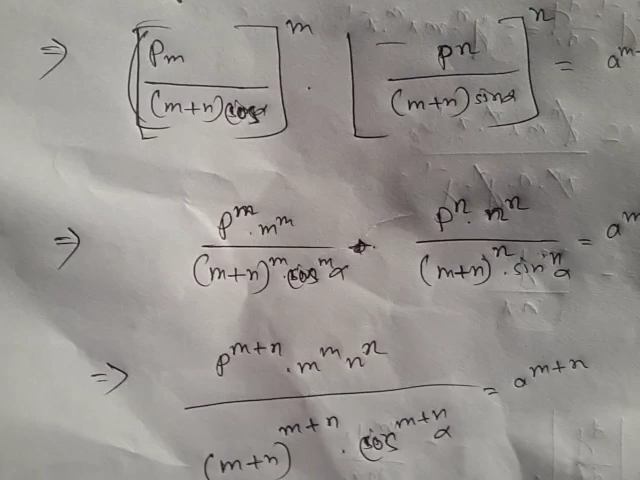 ⇒ [pm / (m+n) cosα]^m · [pn / (m+n) sinα]^n = a^m
⇒ p^m · m^m / (m+n)^m · cos^m α · p^n · n^n / (m+n)^n · sin^n α = a^m
⇒ p^m+n · m^m n^n / (m+n)^m+n · cos^m+n α = a^m+n